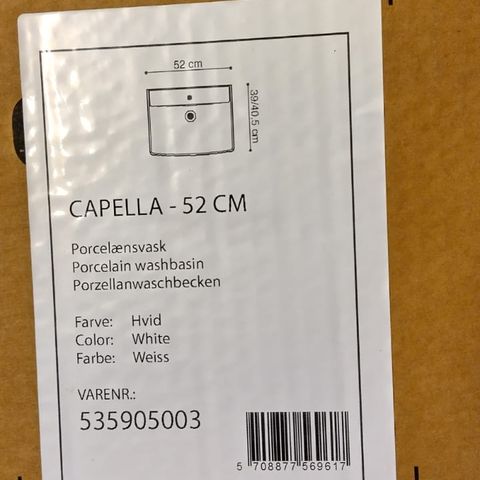 52 cm
39/40.5 cm
CAPELLA - 52 CM
Porcelænsvask
Porcelain washbasin
Porzellanwaschbecken
Farve: Hvid
Color: White
Farbe: Weiss
VARENR.:
535905003
5 708877 569617